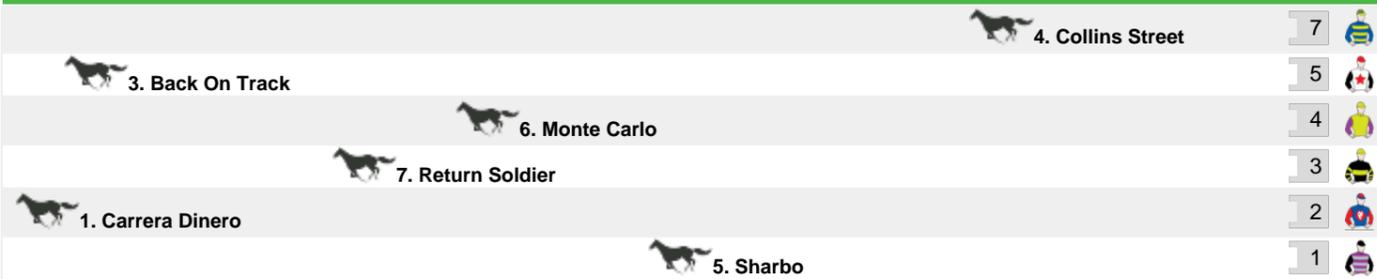 4. Collins Street 7
3. Back On Track 5
6. Monte Carlo 4
7. Return Soldier 3
1. Carrera Dinero 2
5. Sharbo 1